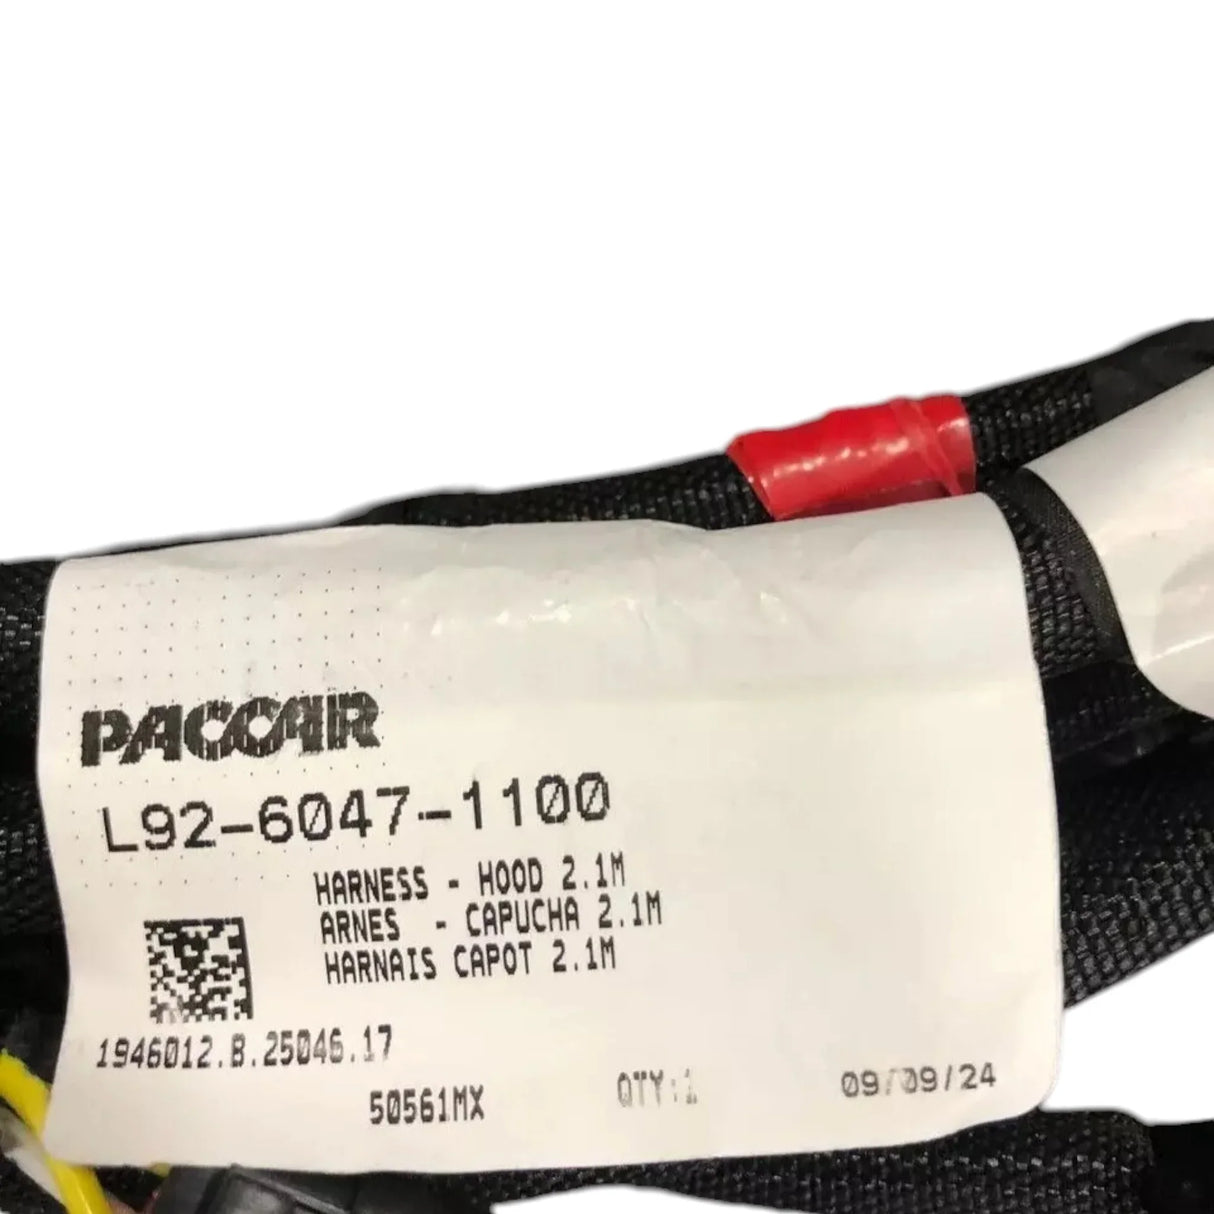 PACCAR
L92-6047-1100
HARNESS - HOOD 2.1M
ARNES - CAPUCHA 2.1M
HARNAIS CAPOT 2.1M
1946012.B.25046.17
50561MX
QTY:1
09/09/24